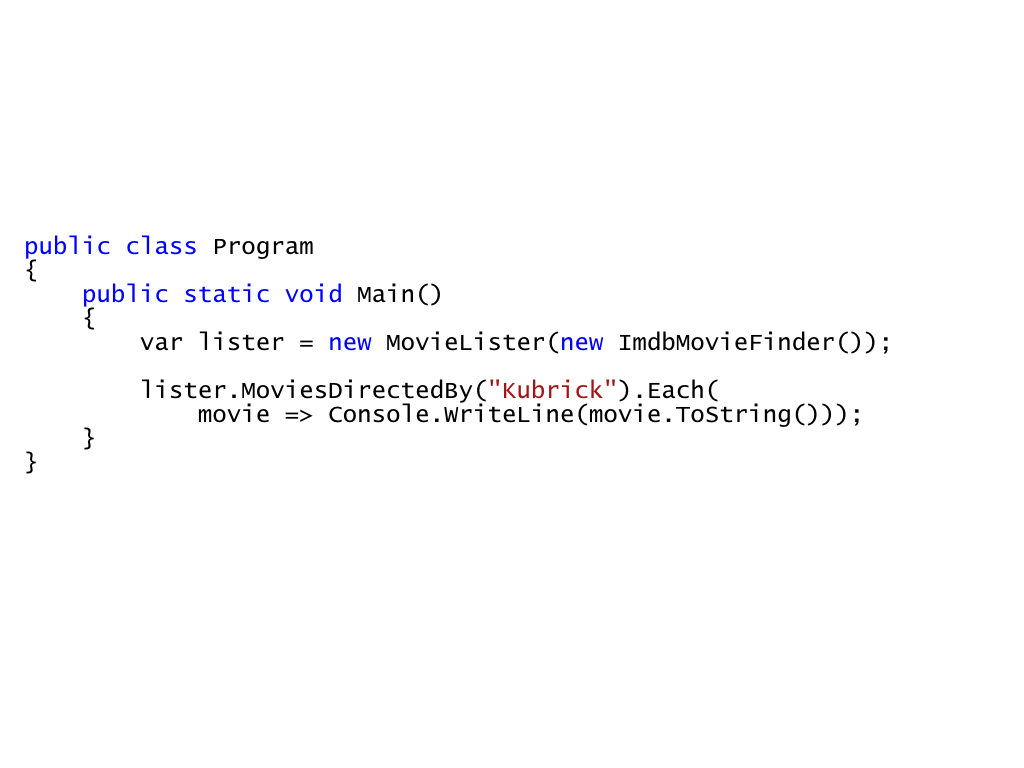 public class Program
{
    public static void Main()
    {
        var lister = new MovieLister(new ImdbMovieFinder());

        lister.MoviesDirectedBy("Kubrick").Each(
            movie => Console.WriteLine(movie.ToString()));
    }
}